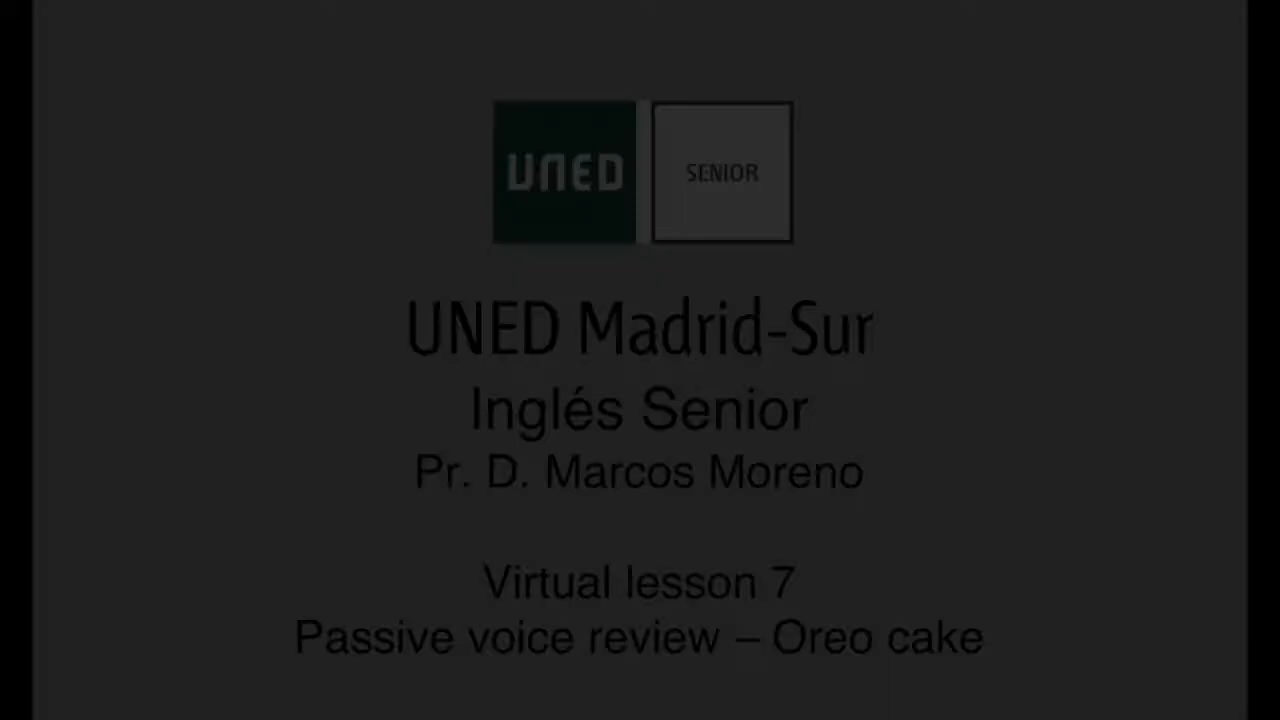 UNED SENIOR
UNED Madrid-Sur
Inglés Senior
Pr. D. Marcos Moreno
Virtual lesson 7
Passive voice review – Oreo cake